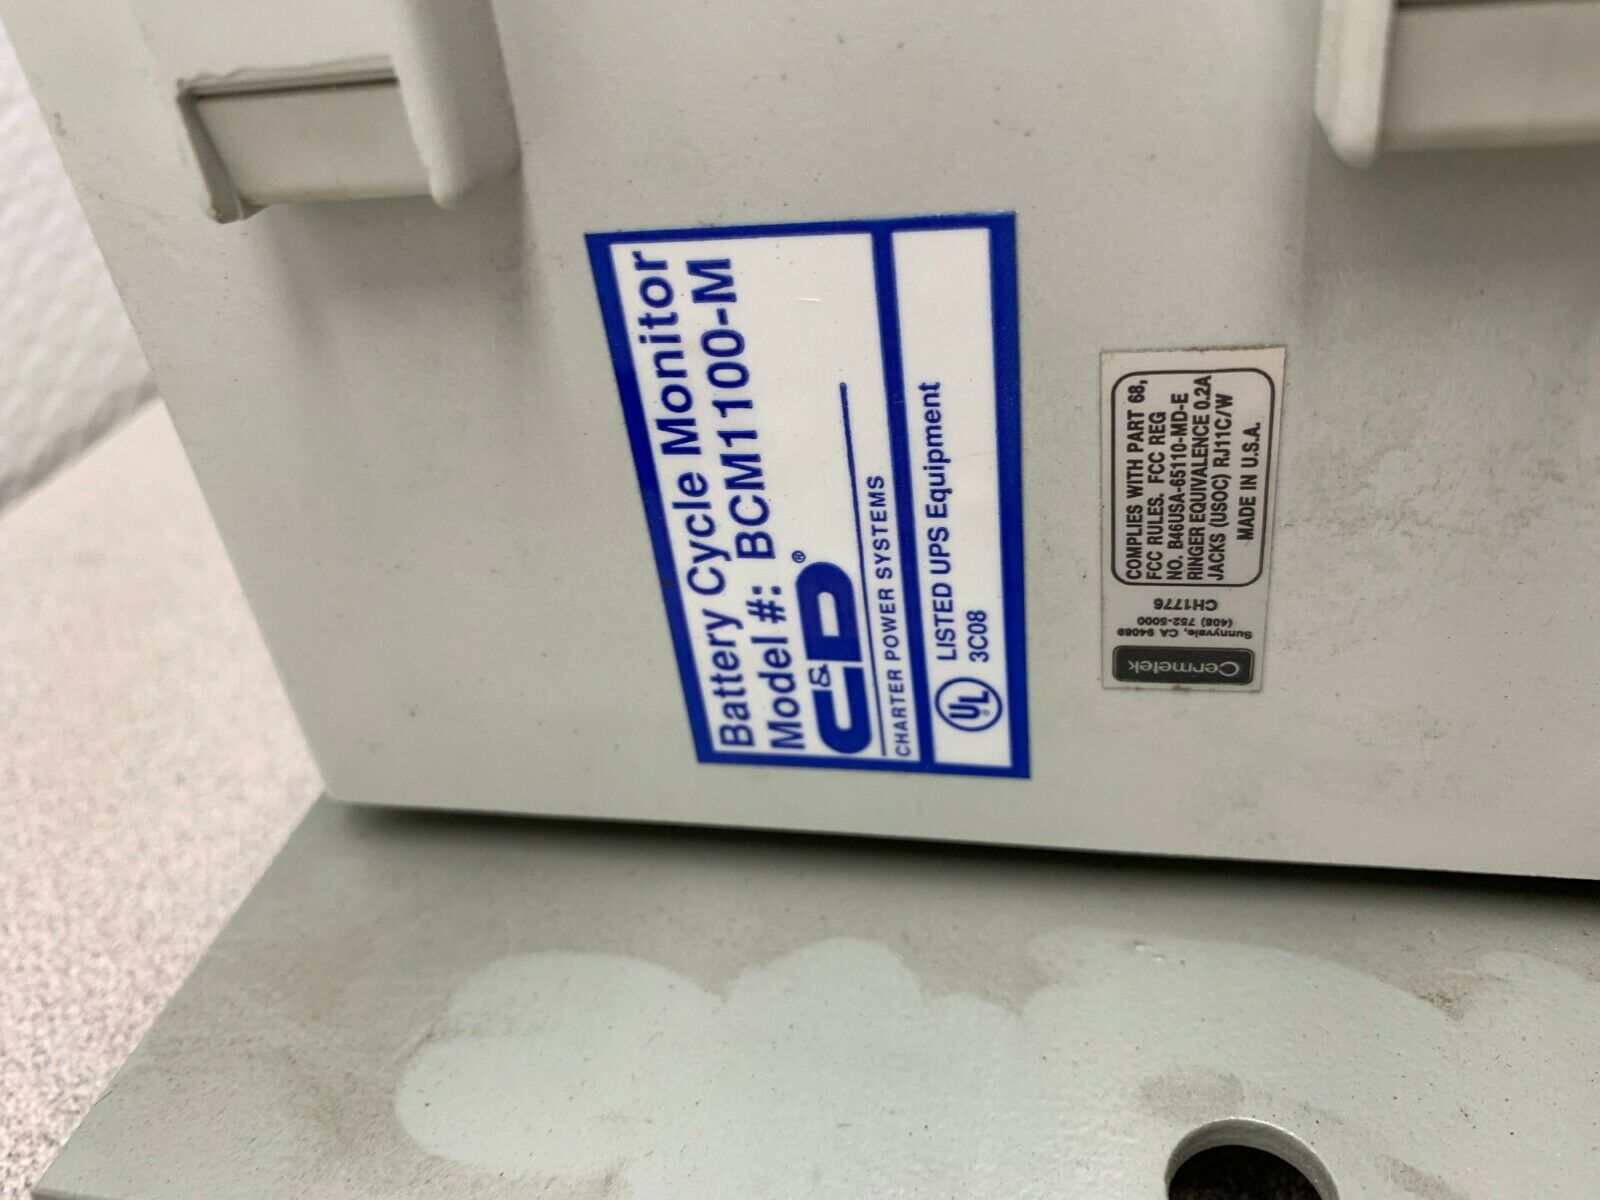 Battery Cycle Monitor
Model #: BCM1100-M
C&D®
CHARTER POWER SYSTEMS
UL LISTED UPS Equipment
3C08
COMPLIES WITH PART 68,
FCC RULES. FCC REG
NO. B46USA-65110-MD-E
RINGER EQUIVALENCE 0.2A
JACKS (USOC) RJ11C/W
MADE IN U.S.A.
Cermetek
Sunnyvale, CA 94089
(408) 752-5000
CH1776